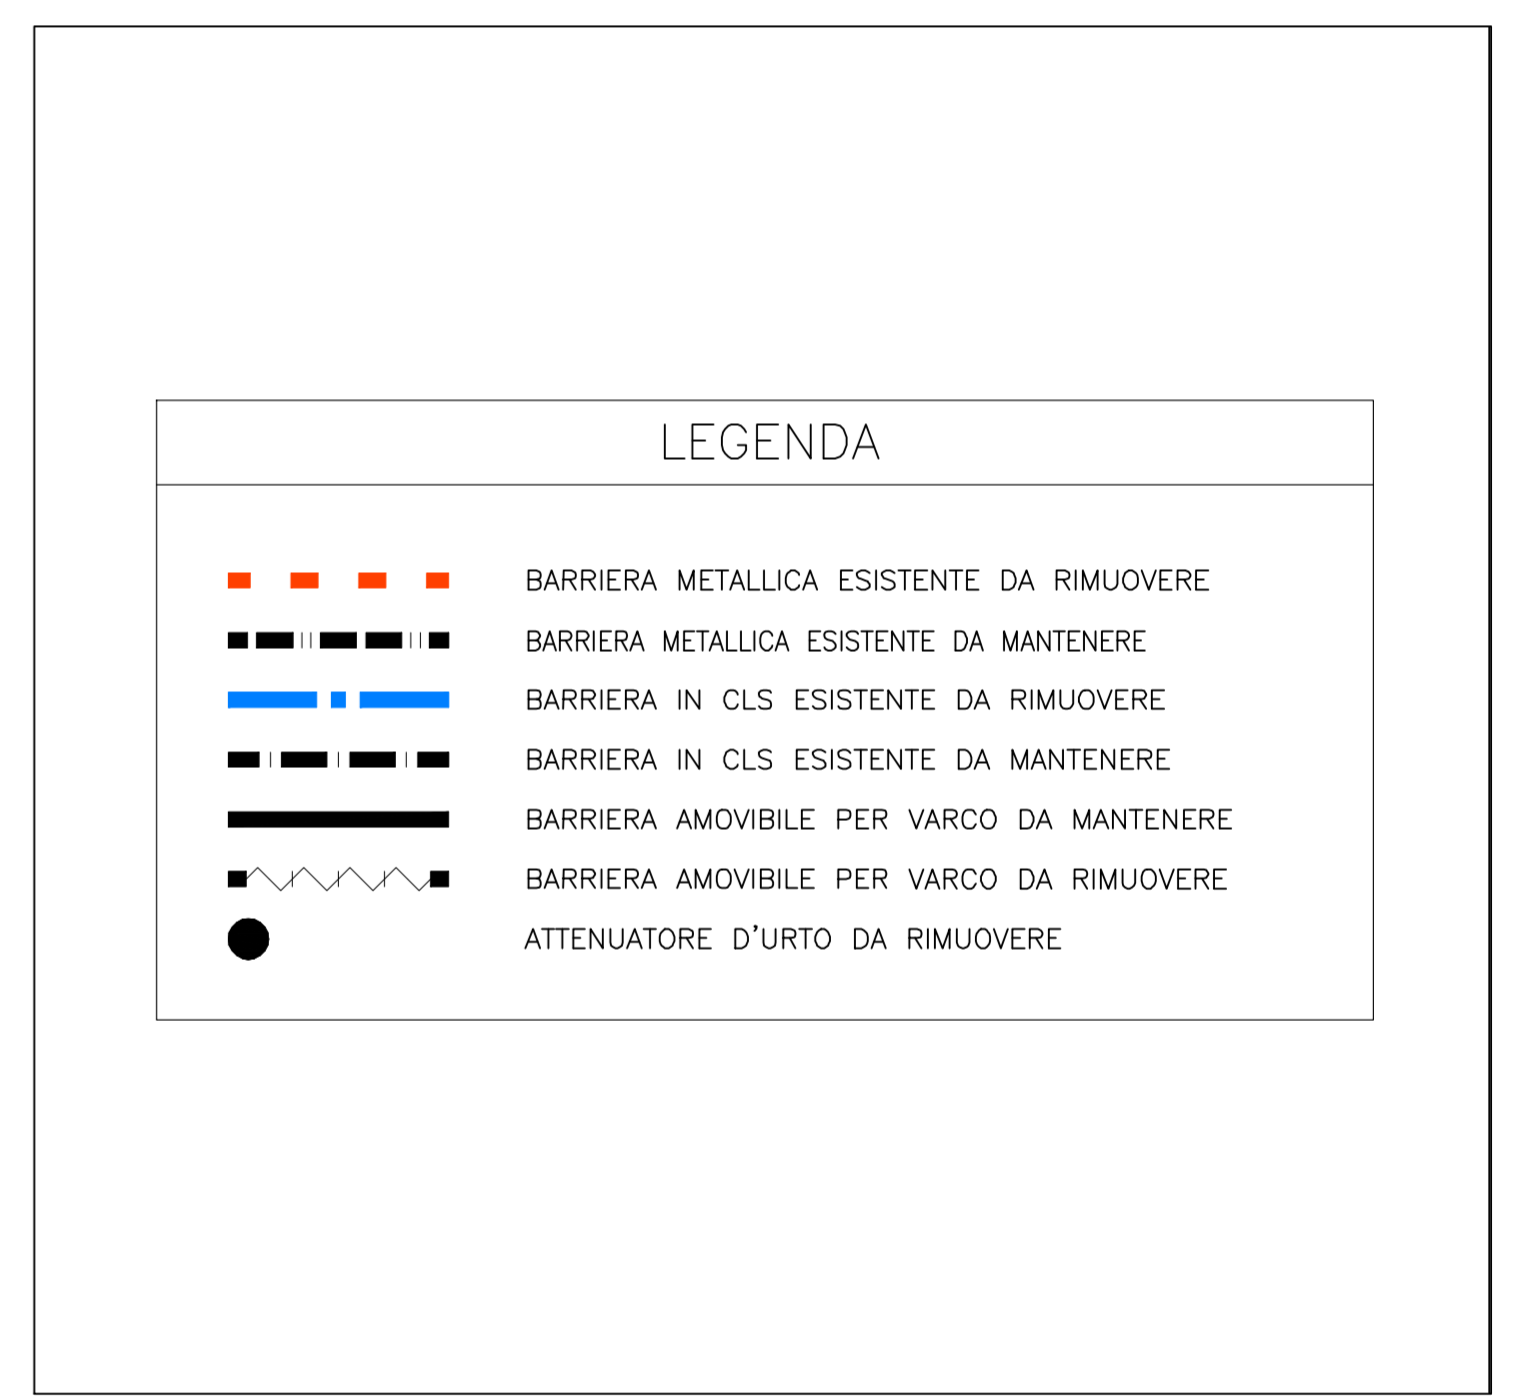 LEGENDA
BARRIERA METALLICA ESISTENTE DA RIMUOVERE
BARRIERA METALLICA ESISTENTE DA MANTENERE
BARRIERA IN CLS ESISTENTE DA RIMUOVERE
BARRIERA IN CLS ESISTENTE DA MANTENERE
BARRIERA AMOVIBILE PER VARCO DA MANTENERE
BARRIERA AMOVIBILE PER VARCO DA RIMUOVERE
ATTENUATORE D'URTO DA RIMUOVERE